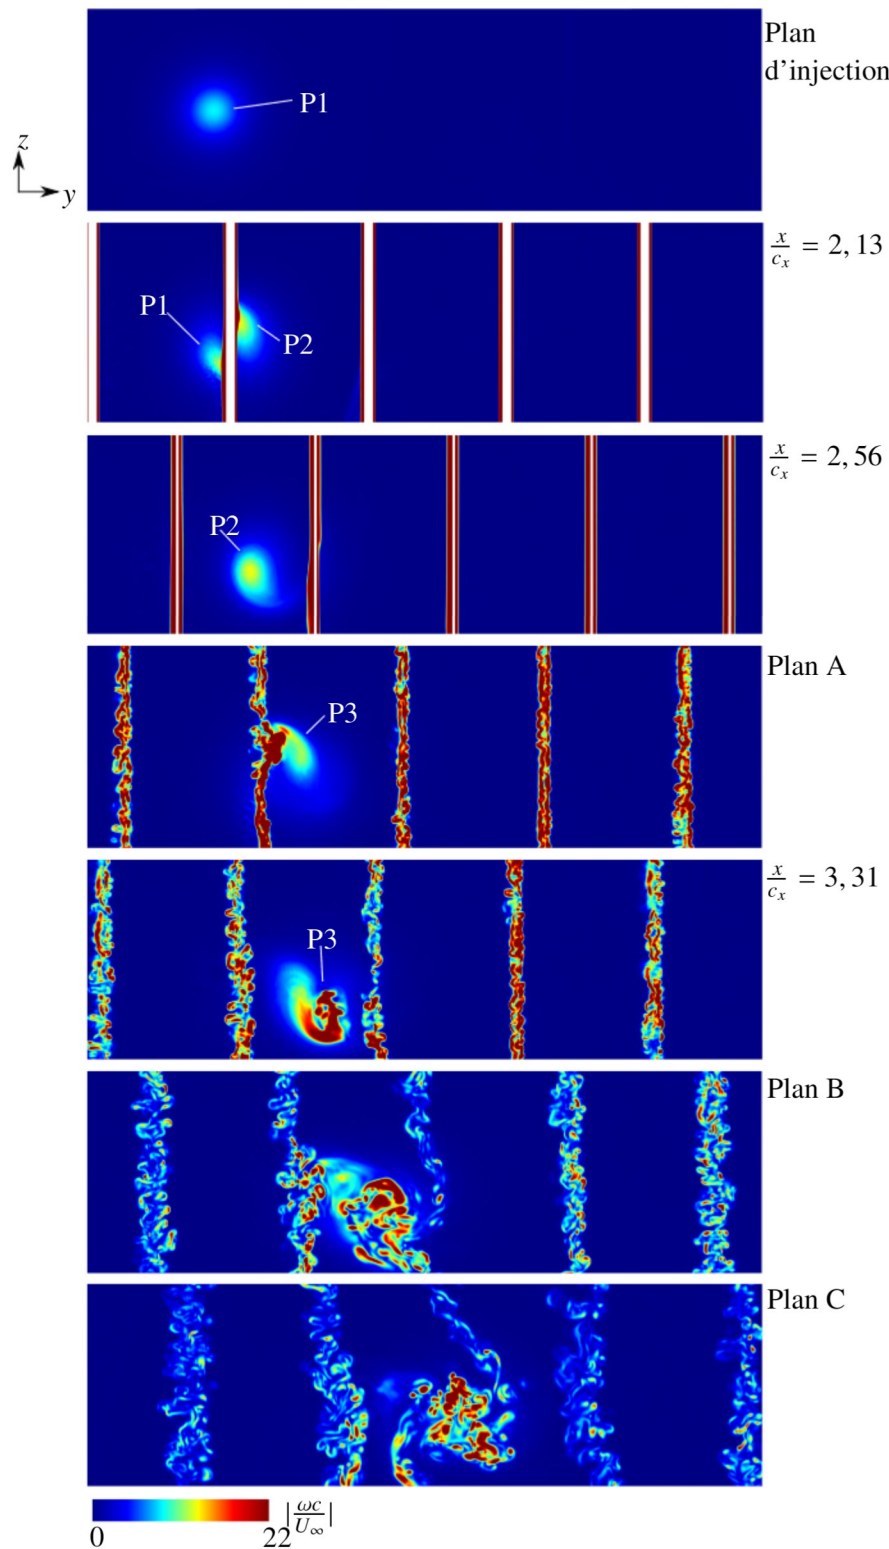 Plan
d'injection
P1
z
y
x/c_x = 2, 13
P1
P2
x/c_x = 2, 56
P2
Plan A
P3
x/c_x = 3, 31
P3
Plan B
Plan C
|ωc/U_∞|
0 22